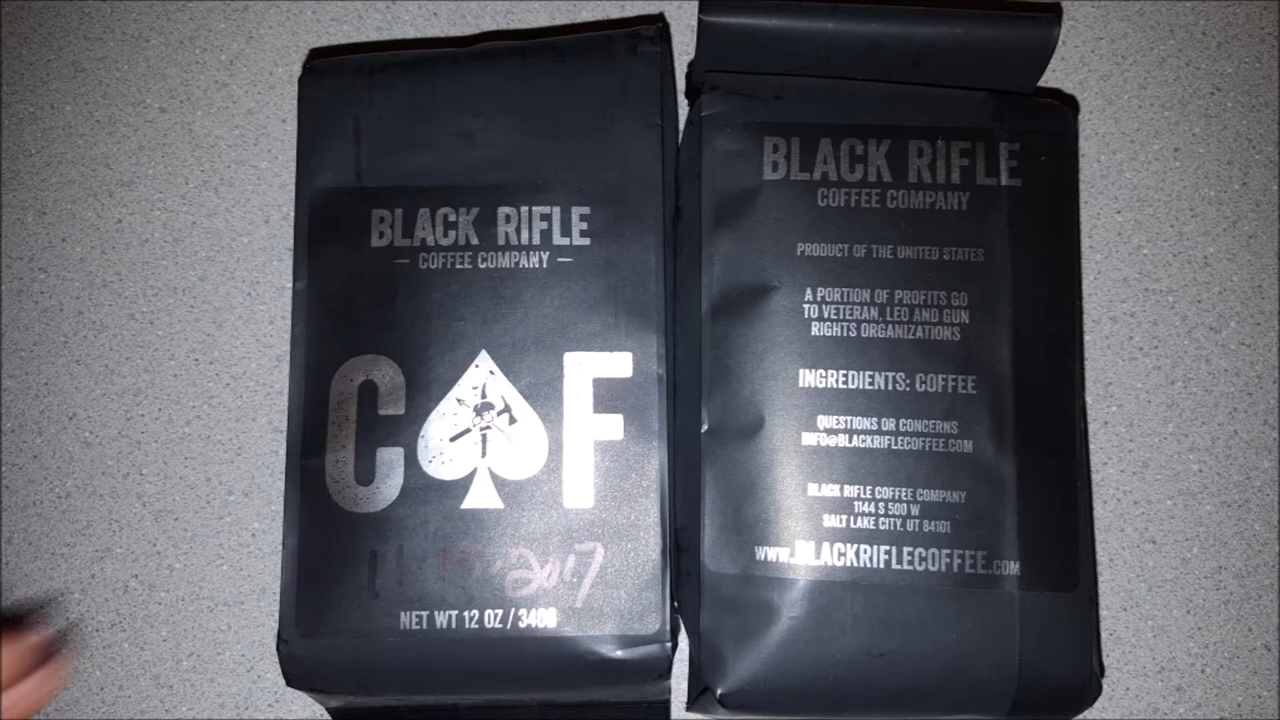 BLACK RIFLE
— COFFEE COMPANY —
C F
2017
NET WT 12 OZ / 340G
BLACK RIFLE
COFFEE COMPANY
PRODUCT OF THE UNITED STATES
A PORTION OF PROFITS GO
TO VETERAN, LEO AND GUN
RIGHTS ORGANIZATIONS
INGREDIENTS: COFFEE
QUESTIONS OR CONCERNS
INFO@BLACKRIFLECOFFEE.COM
BLACK RIFLE COFFEE COMPANY
1144 S 500 W
SALT LAKE CITY, UT 84101
WWW.BLACKRIFLECOFFEE.COM